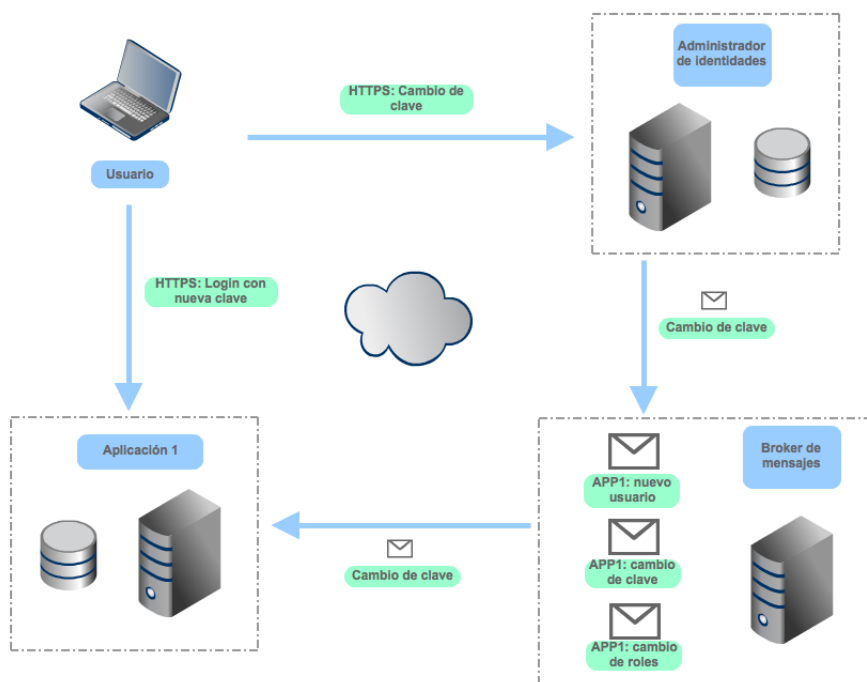 Administrador
de identidades
HTTPS: Cambio de
clave
Usuario
HTTPS: Login con
nueva clave
Cambio de clave
Aplicación 1
Broker de
mensajes
APP1: nuevo
usuario
APP1: cambio
de clave
Cambio de clave
APP1: cambio
de roles